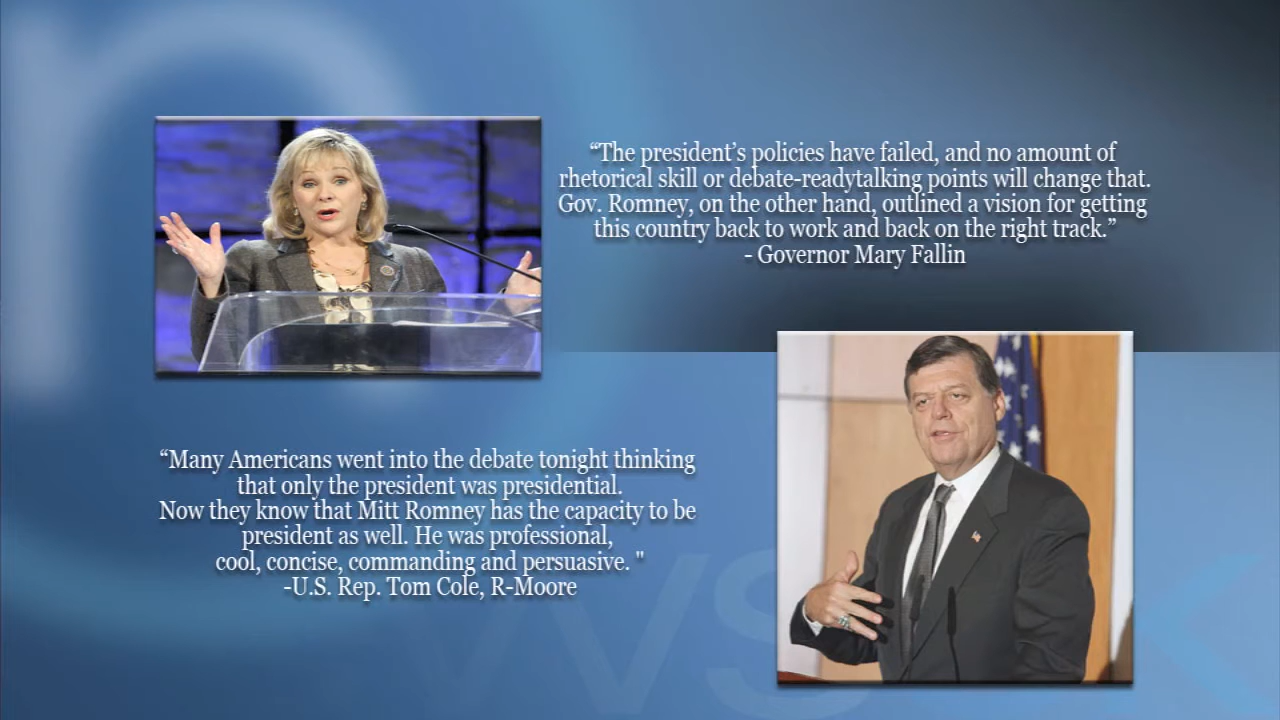 “The president’s policies have failed, and no amount of
rhetorical skill or debate-readytalking points will change that.
Gov. Romney, on the other hand, outlined a vision for getting
this country back to work and back on the right track.”
- Governor Mary Fallin
“Many Americans went into the debate tonight thinking
that only the president was presidential.
Now they know that Mitt Romney has the capacity to be
president as well. He was professional,
cool, concise, commanding and persuasive. "
-U.S. Rep. Tom Cole, R-Moore